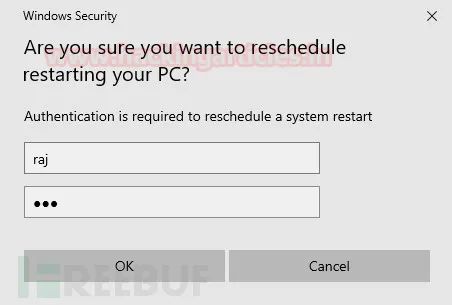 Windows Security
Are you sure you want to reschedule
restarting your PC?
www.hackingarticles.in
Authentication is required to reschedule a system restart
raj
●●●
OK
Cancel
FREEBUF